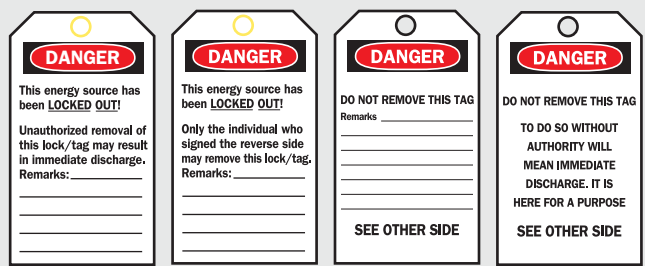 DANGER
This energy source has
been LOCKED OUT!
Unauthorized removal of
this lock/tag may result
in immediate discharge.
Remarks:
DANGER
This energy source has
been LOCKED OUT!
Only the individual who
signed the reverse side
may remove this lock/tag.
Remarks:
DANGER
DO NOT REMOVE THIS TAG
Remarks
SEE OTHER SIDE
DANGER
DO NOT REMOVE THIS TAG
TO DO SO WITHOUT
AUTHORITY WILL
MEAN IMMEDIATE
DISCHARGE. IT IS
HERE FOR A PURPOSE
SEE OTHER SIDE